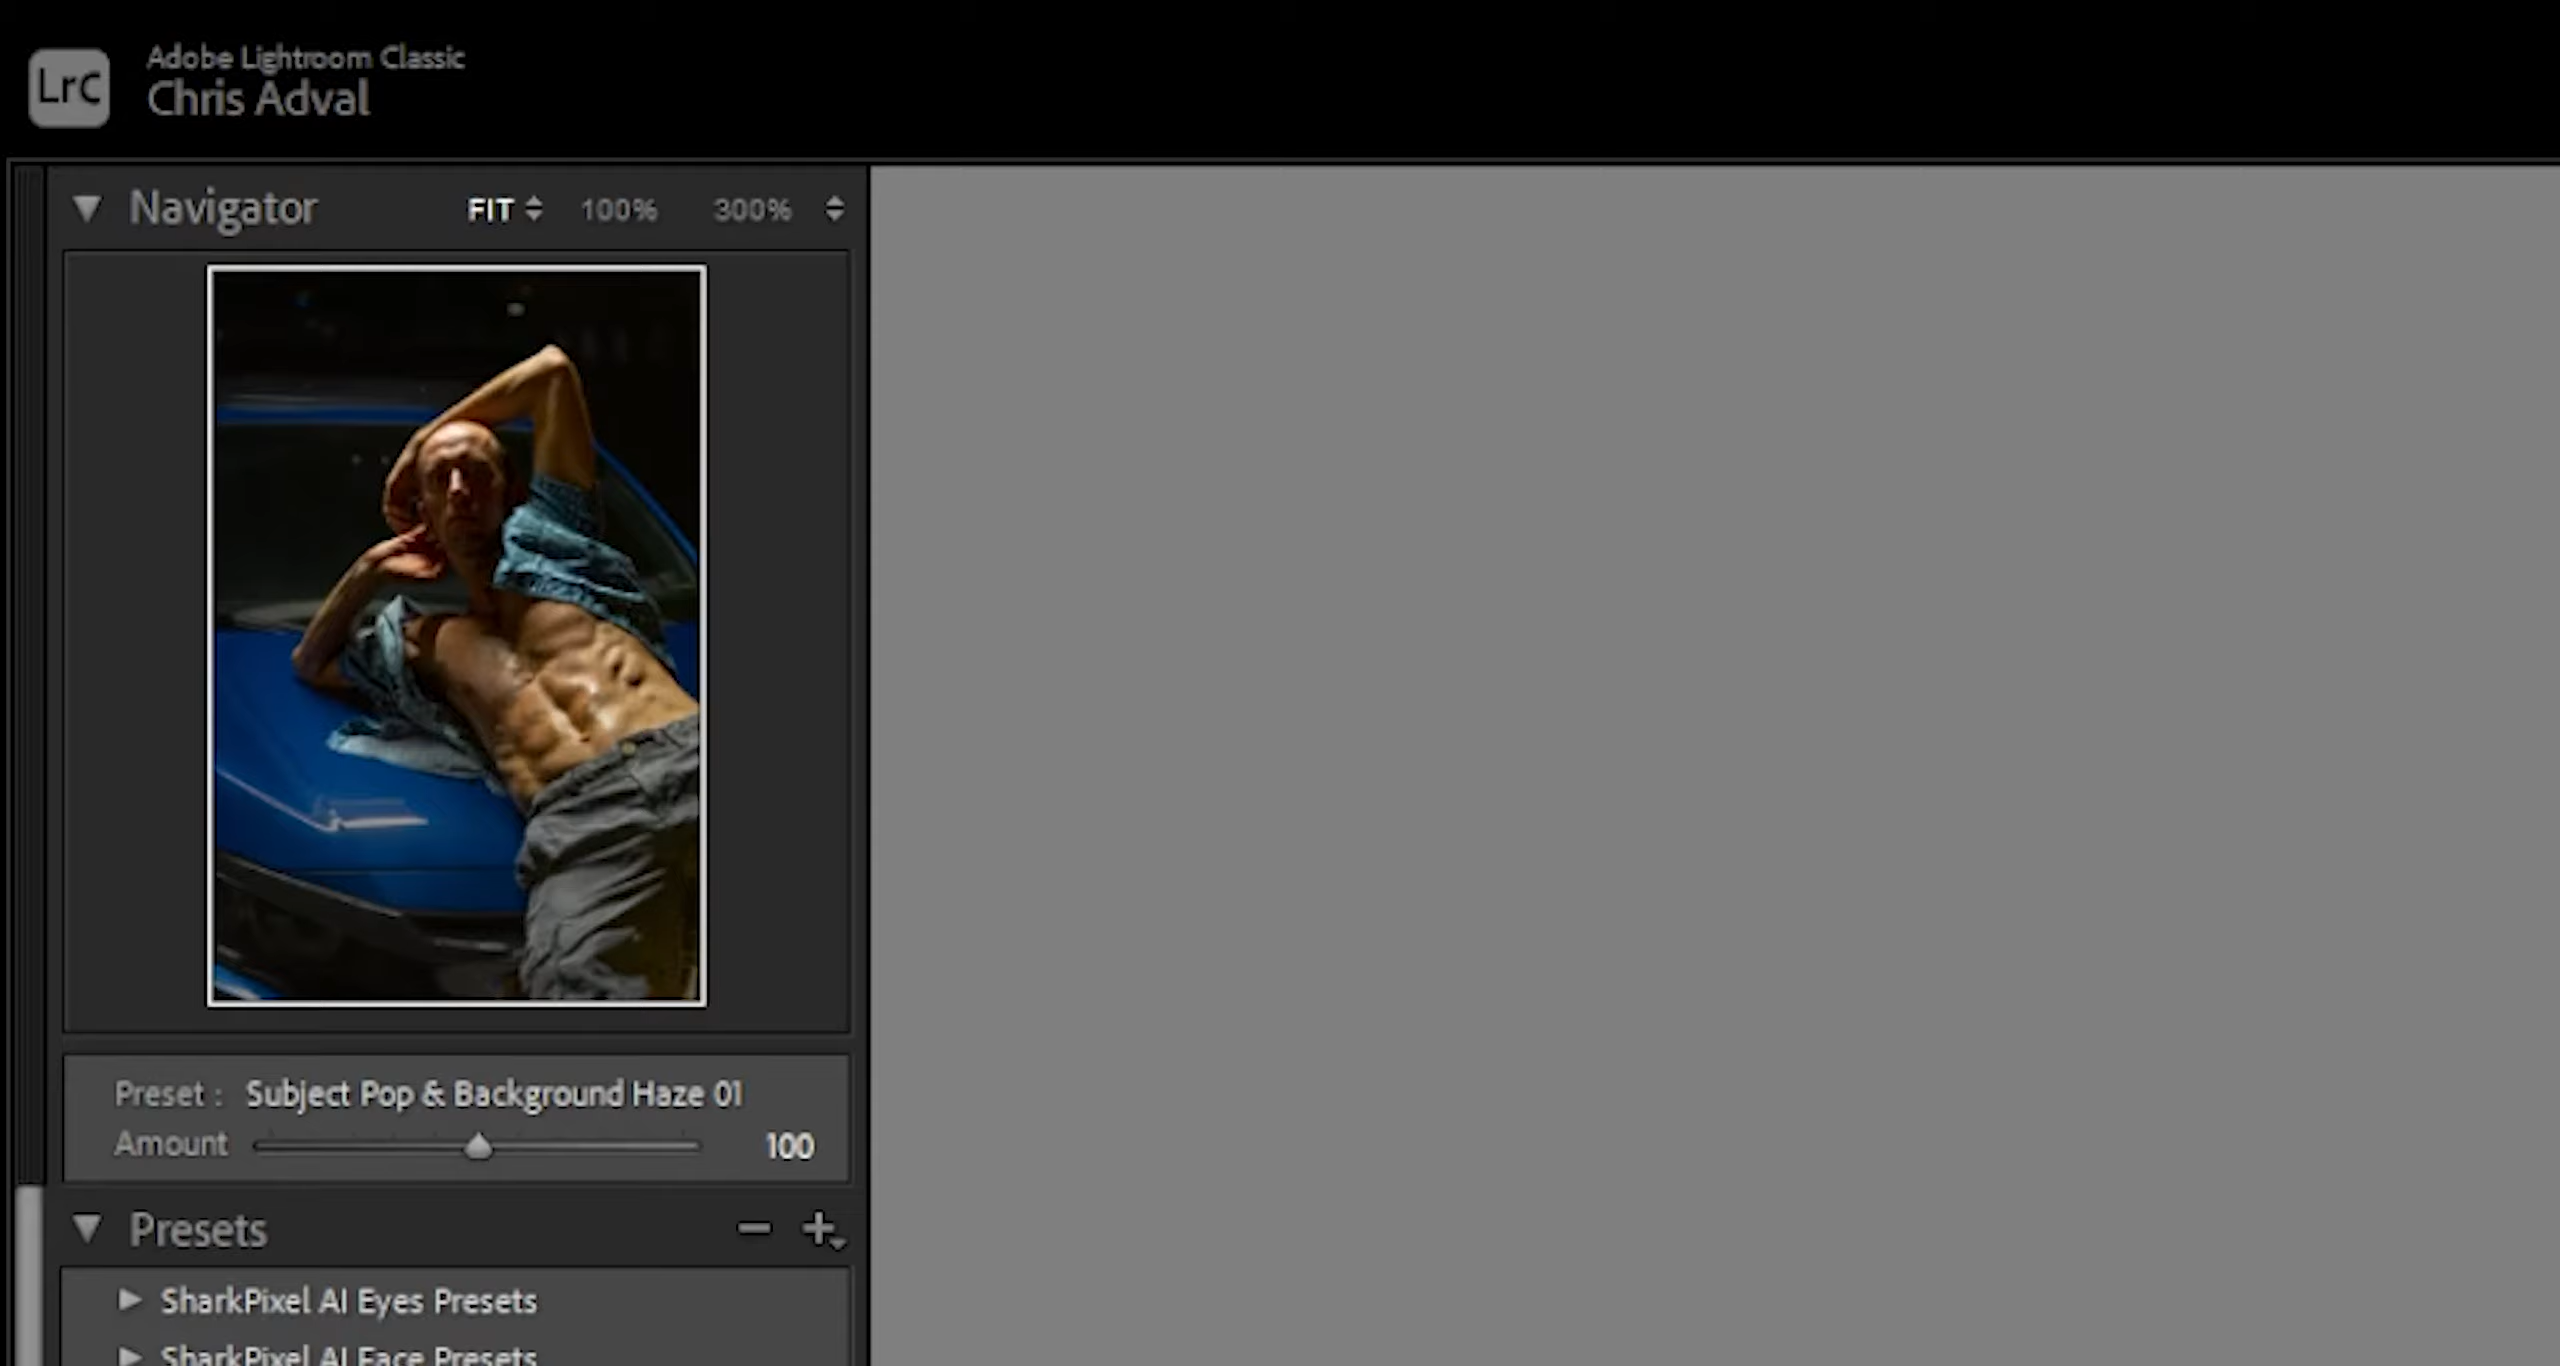 LrC
Adobe Lightroom Classic
Chris Adval
Navigator FIT 100% 300%
Preset : Subject Pop & Background Haze 01
Amount 100
Presets
SharkPixel AI Eyes Presets
SharkPixel AI Face Presets